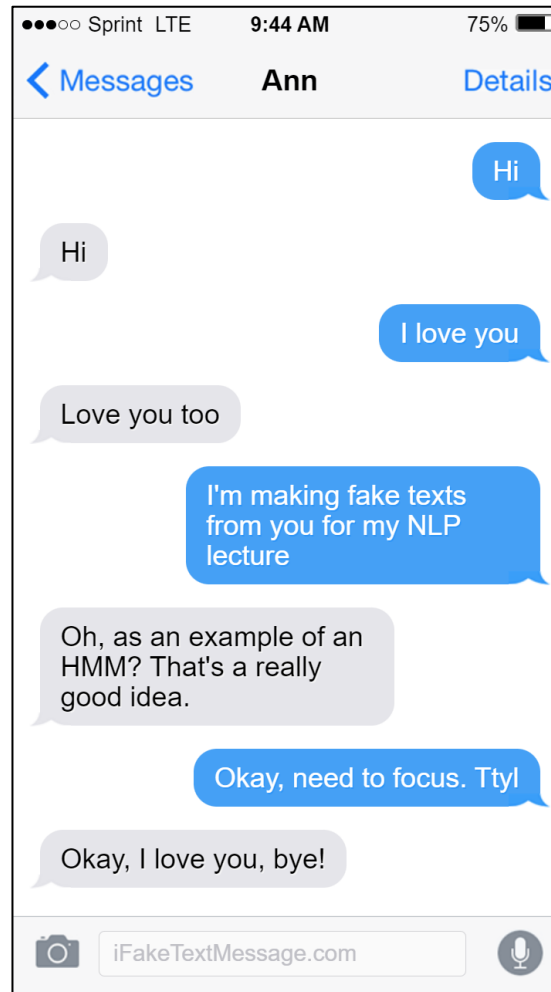 Sprint LTE 9:44 AM 75%
Messages Ann Details
Hi
Hi
I love you
Love you too
I'm making fake texts
from you for my NLP
lecture
Oh, as an example of an
HMM? That's a really
good idea.
Okay, need to focus. Ttyl
Okay, I love you, bye!
iFakeTextMessage.com